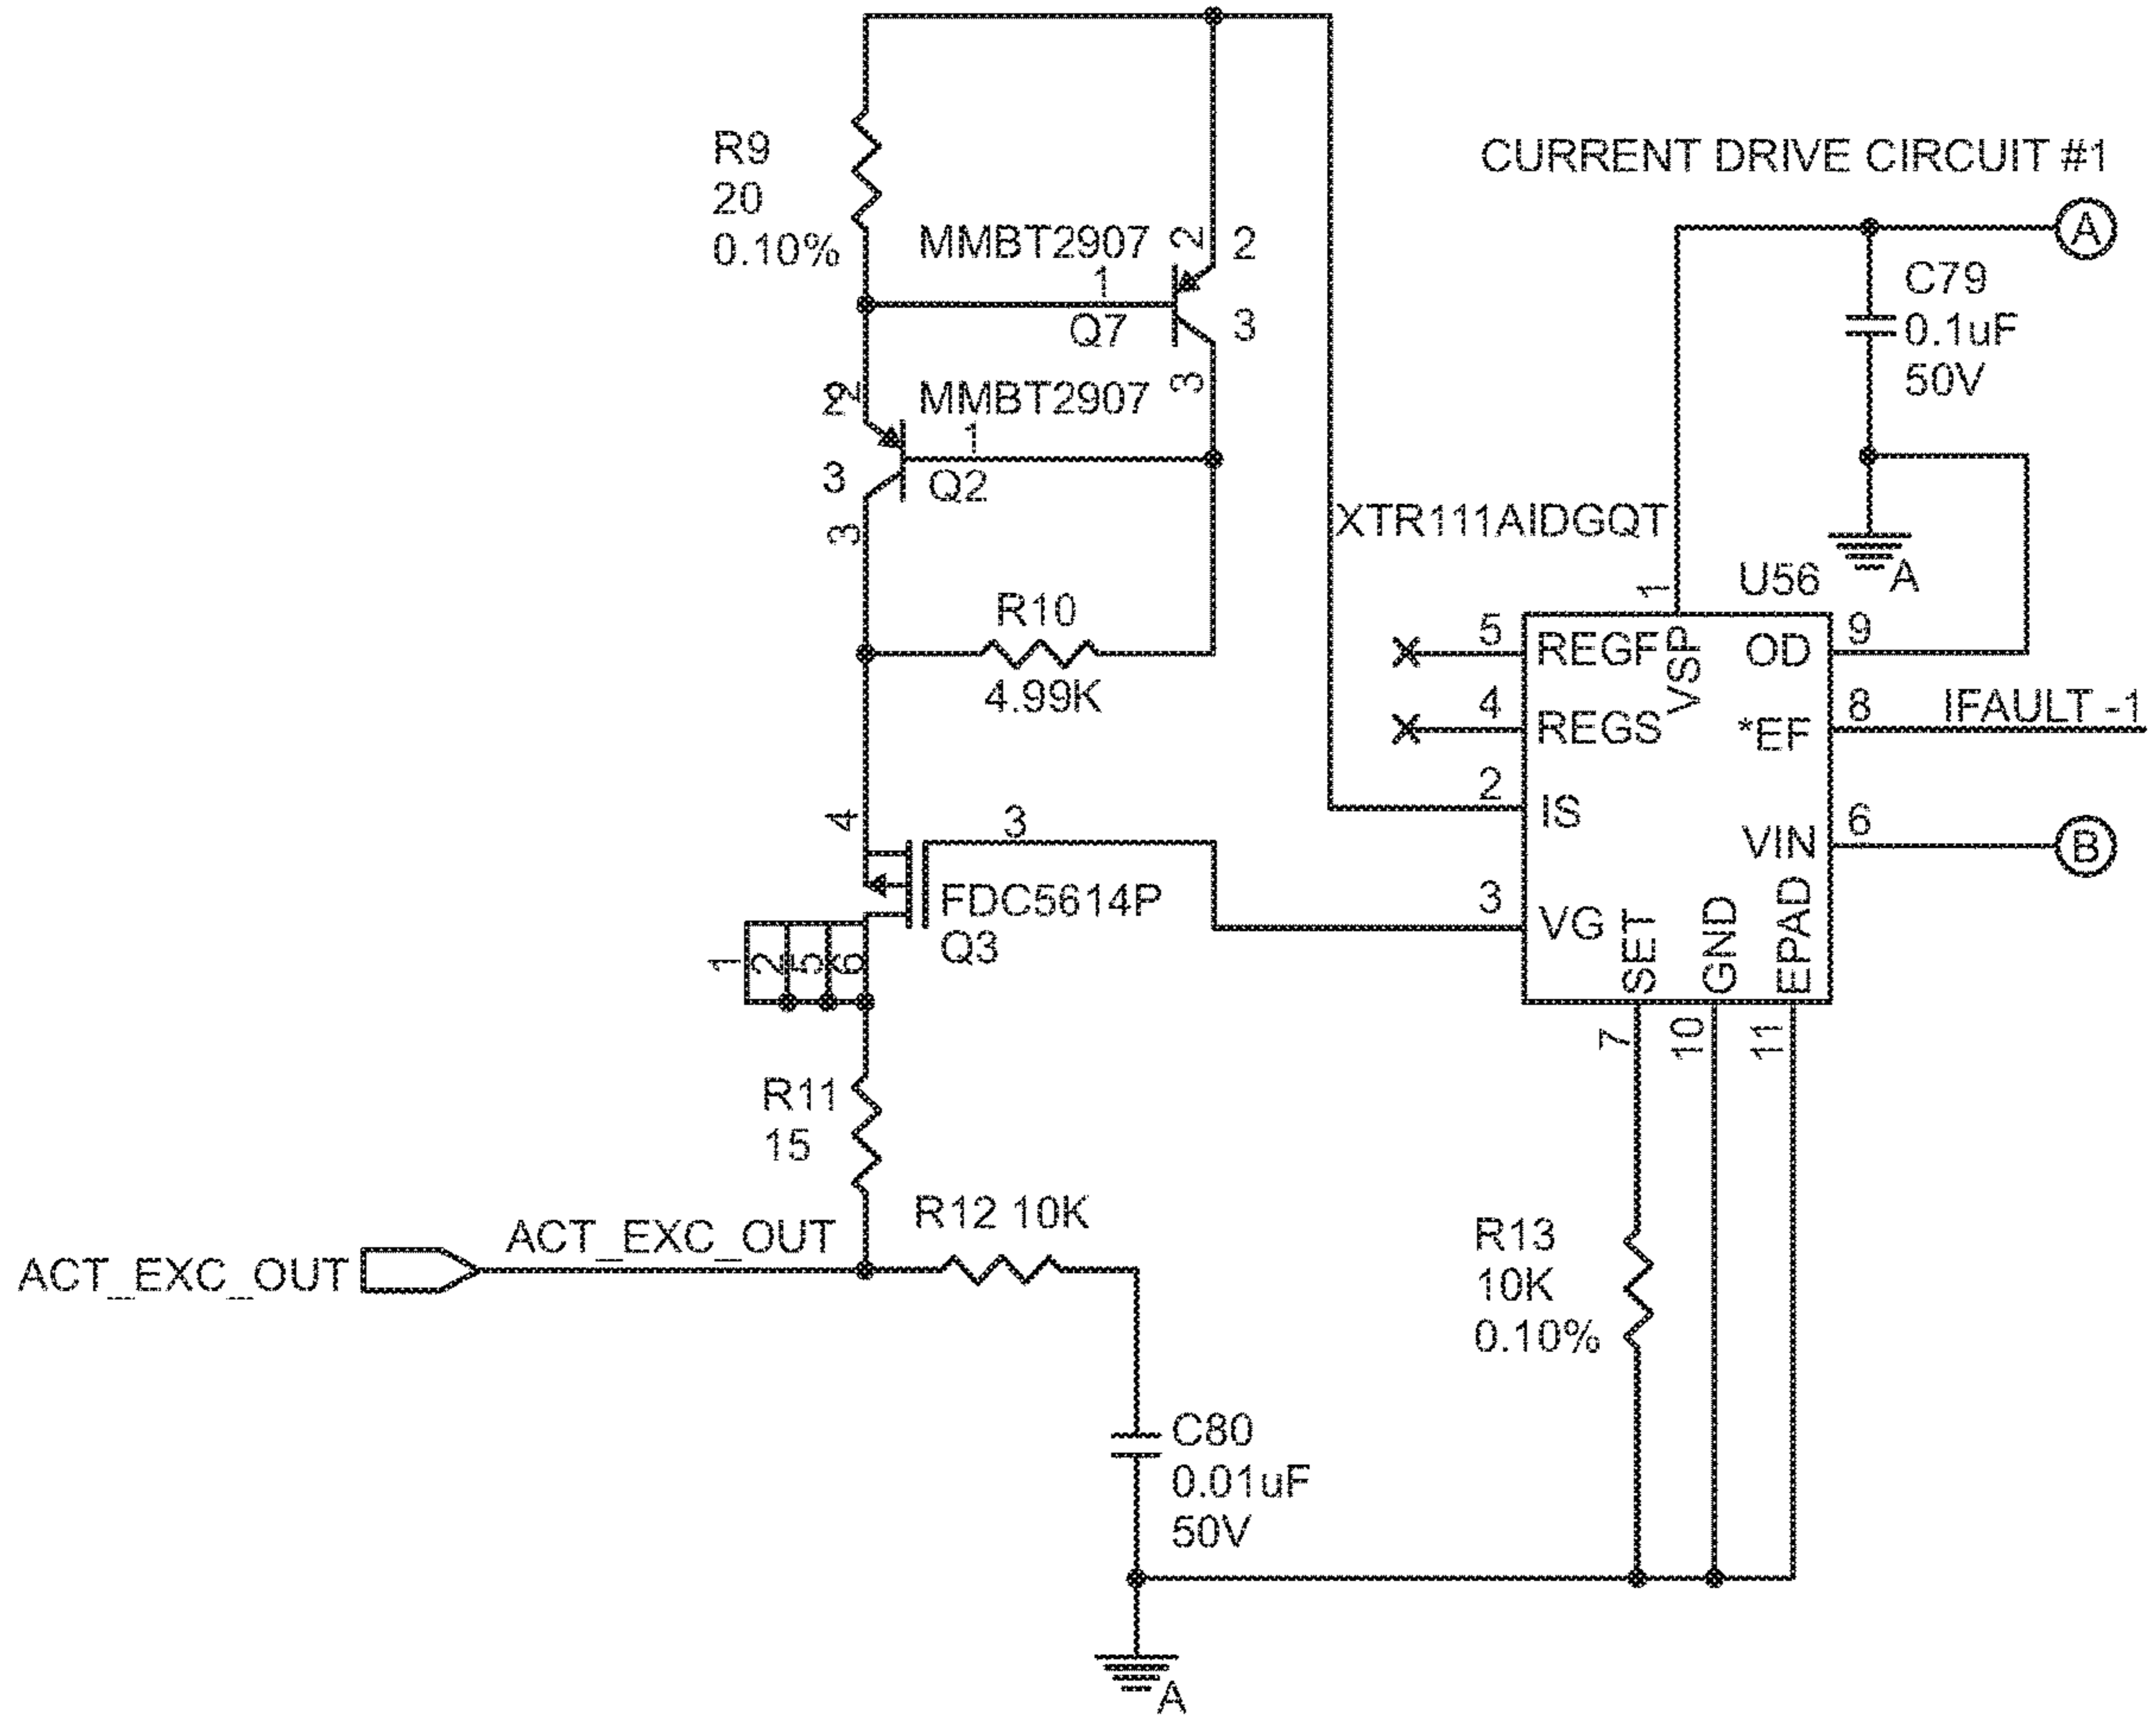 CURRENT DRIVE CIRCUIT #1
R9
20
0.10%
MMBT2907
1
Q7
2
2
3
3
A
C79
0.1uF
50V
A
2
2
MMBT2907
1
Q2
3
3
R10
4.99K
XTR111AIDGQT
U56
1
VSP
5
REGF
4
REGS
2
IS
3
VG
OD
9
*EF
8
IFAULT -1
VIN
6
B
SET
GND
EPAD
7
10
11
4
3
FDC5614P
Q3
1
2
5
6
R11
15
ACT_EXC_OUT
ACT_EXC_OUT
R12 10K
R13
10K
0.10%
C80
0.01uF
50V
A